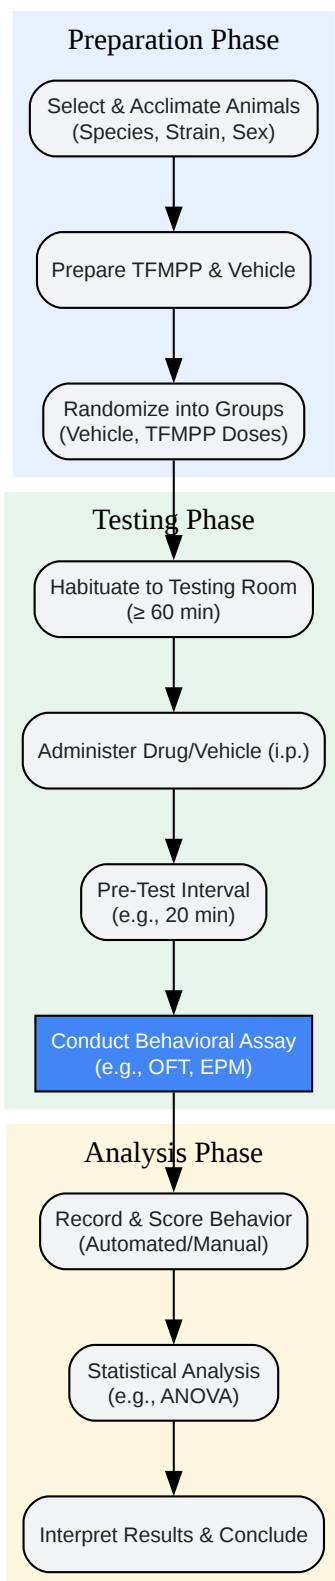 Preparation Phase
Select & Acclimate Animals
(Species, Strain, Sex)
Prepare TFMPP & Vehicle
Randomize into Groups
(Vehicle, TFMPP Doses)
Testing Phase
Habituate to Testing Room
(≥ 60 min)
Administer Drug/Vehicle (i.p.)
Pre-Test Interval
(e.g., 20 min)
Conduct Behavioral Assay
(e.g., OFT, EPM)
Analysis Phase
Record & Score Behavior
(Automated/Manual)
Statistical Analysis
(e.g., ANOVA)
Interpret Results & Conclude